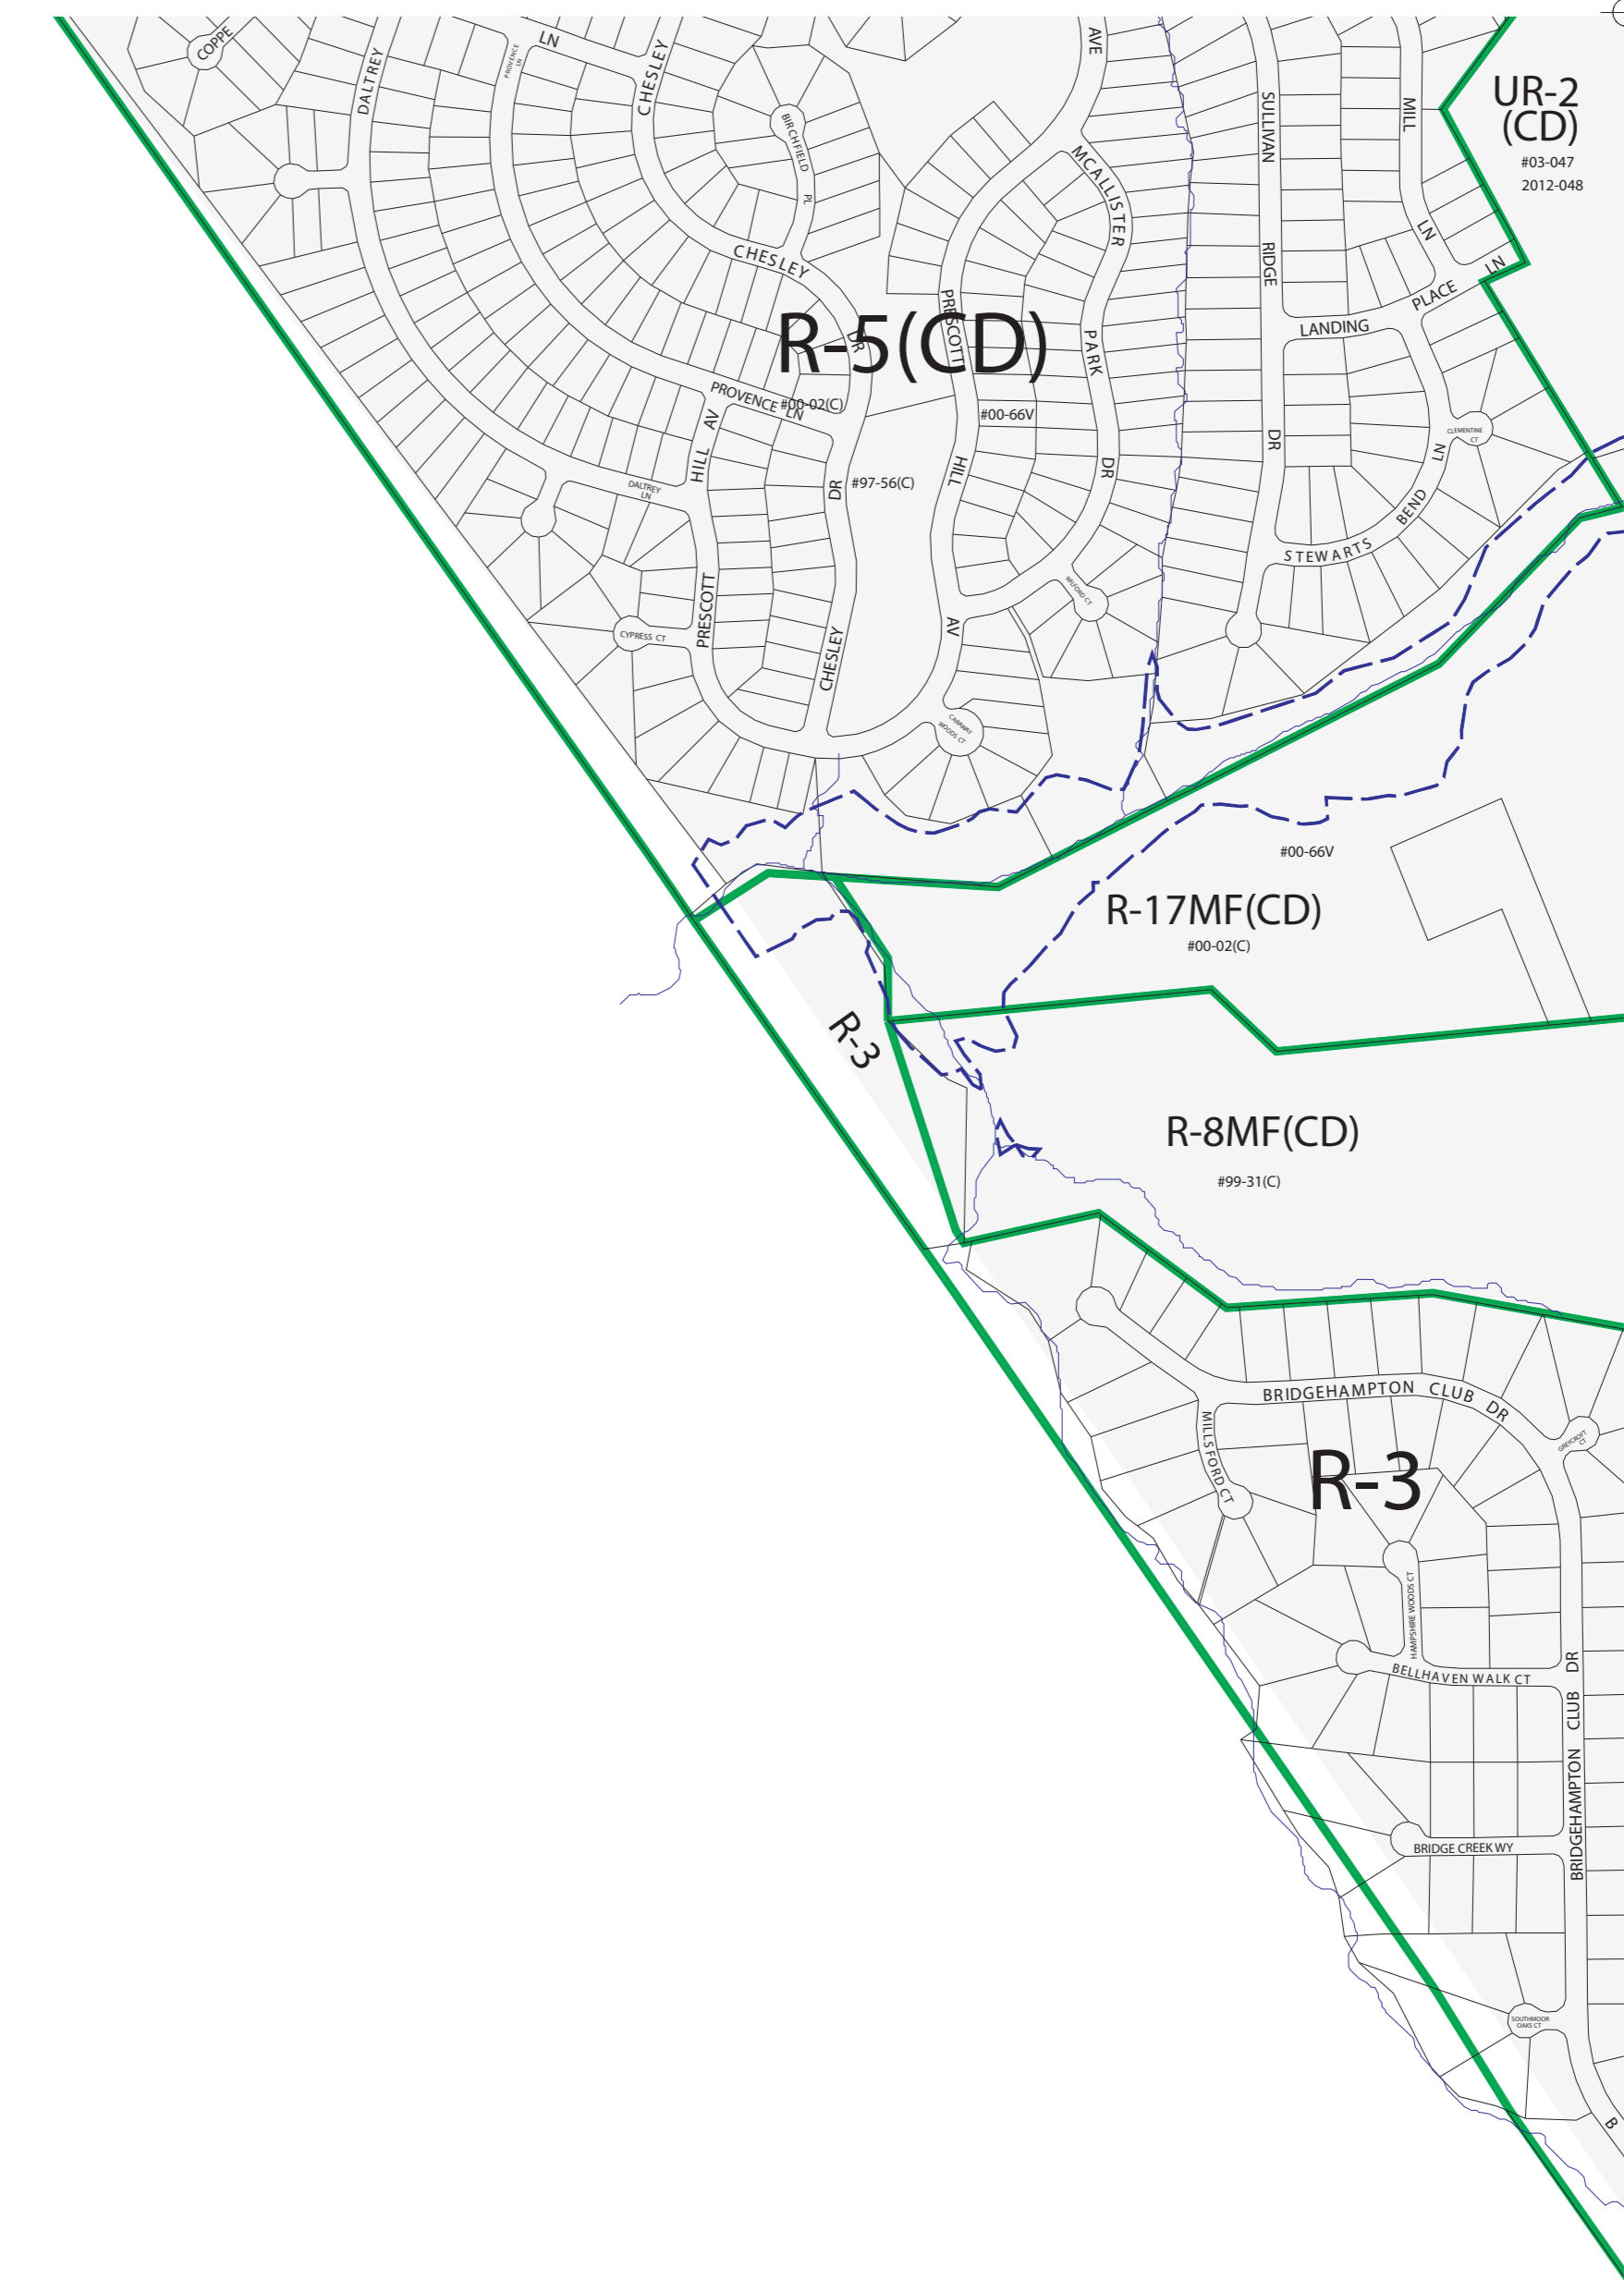 COPPE
DALTREY
PROVENCE
LN
LN
CHESLEY
BIRCHFIELD
PL
AVE
SULLIVAN
MILL
UR-2
(CD)
#03-047
2012-048
MCALLISTER
CHESLEY
RIDGE
LN
LN
PLACE
LANDING
PRESCOTT
R-5(CD)
DR
PARK
PROVENCE LN
#00-02(C)
#00-66V
HILL AV
DR
CLEMENTINE
CT
LN
DALTREY
LN
DR
#97-56(C)
HILL
DR
BEND
STEWARTS
WILFORD CT
PRESCOTT
CYPRESS CT
AV
CHESLEY
CARAWAY
WOODS CT
#00-66V
R-17MF(CD)
#00-02(C)
R-3
R-8MF(CD)
#99-31(C)
BRIDGEHAMPTON CLUB DR
MILLSFORD CT
GREYCROFT
CT
R-3
HAMPSHIRE WOODS CT
BELLHAVEN WALK CT
BRIDGEHAMPTON CLUB DR
BRIDGE CREEK WY
SOUTHMOOR
OAKS CT
B